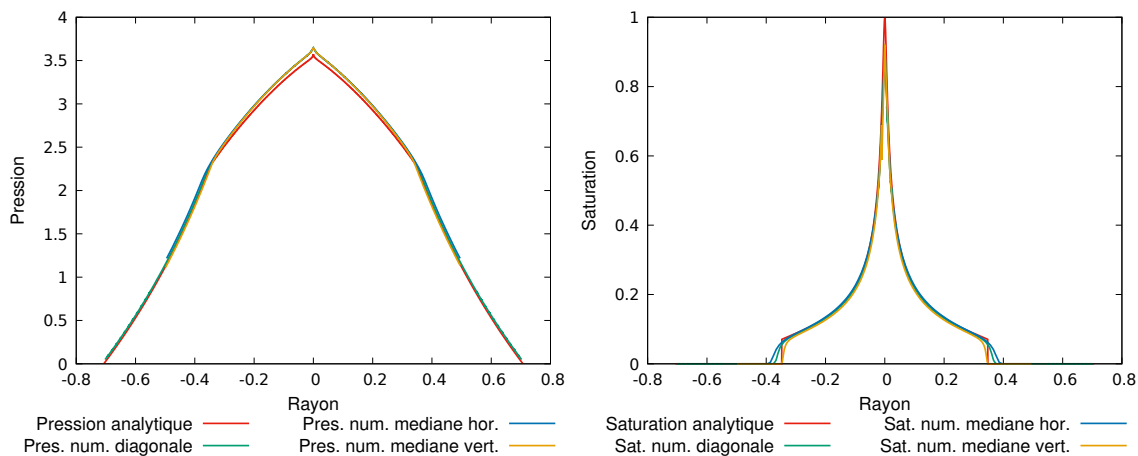 4
3.5
3
2.5
2
1.5
1
0.5
0
Pression
-0.8 -0.6 -0.4 -0.2 0 0.2 0.4 0.6 0.8
Rayon
Pression analytique
Pres. num. diagonale
Pres. num. mediane hor.
Pres. num. mediane vert.
1
0.8
0.6
0.4
0.2
0
Saturation
-0.8 -0.6 -0.4 -0.2 0 0.2 0.4 0.6 0.8
Rayon
Saturation analytique
Sat. num. diagonale
Sat. num. mediane hor.
Sat. num. mediane vert.